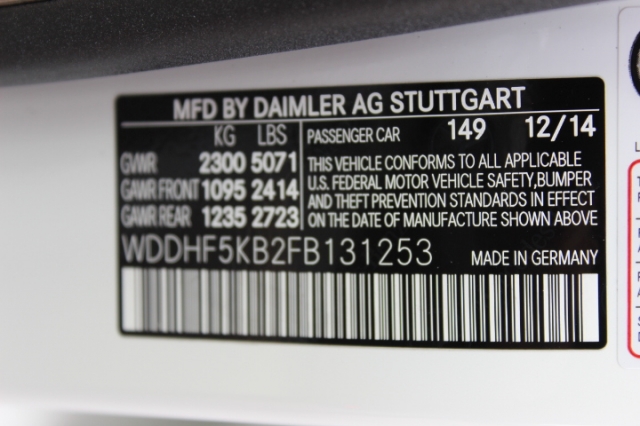 MFD BY DAIMLER AG STUTTGART
KG LBS
GVWR 2300 5071
GAWR FRONT 1095 2414
GAWR REAR 1235 2723
PASSENGER CAR 149 12/14
THIS VEHICLE CONFORMS TO ALL APPLICABLE
U.S. FEDERAL MOTOR VEHICLE SAFETY, BUMPER
AND THEFT PREVENTION STANDARDS IN EFFECT
ON THE DATE OF MANUFACTURE SHOWN ABOVE
WDDHF5KB2FB131253
MADE IN GERMANY